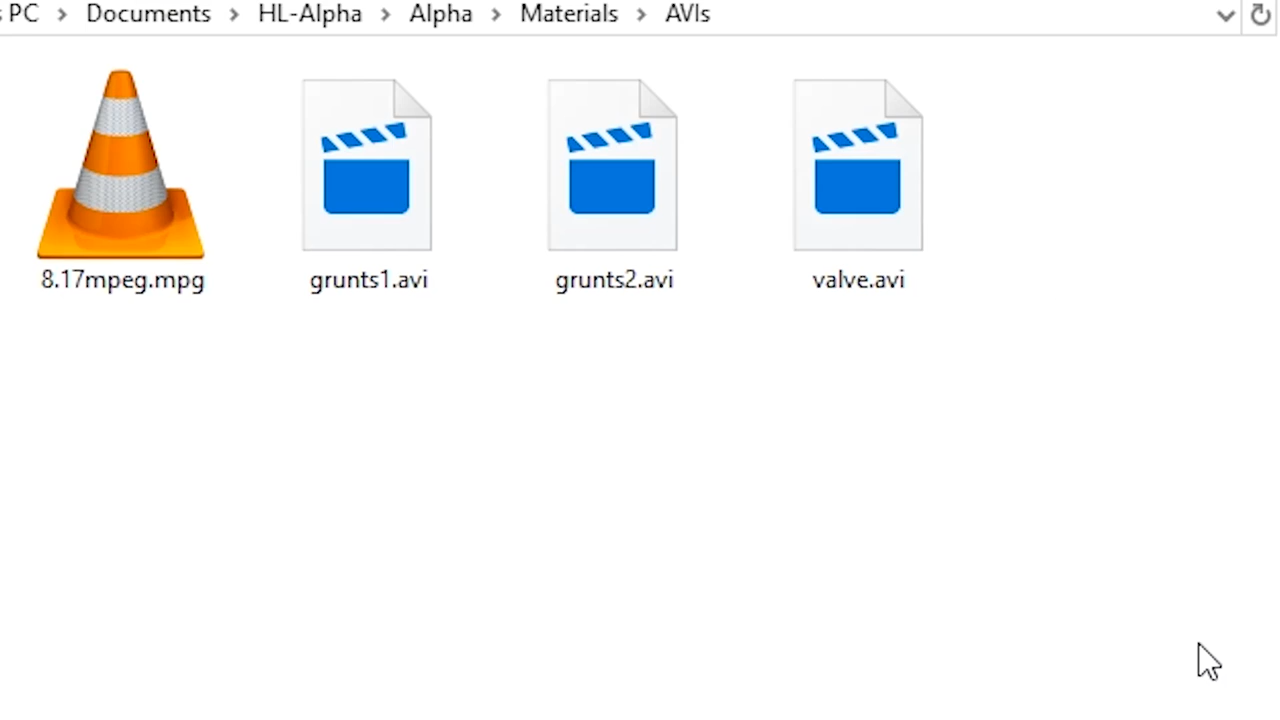 PC > Documents > HL-Alpha > Alpha > Materials > AVIs
8.17mpeg.mpg grunts1.avi grunts2.avi valve.avi